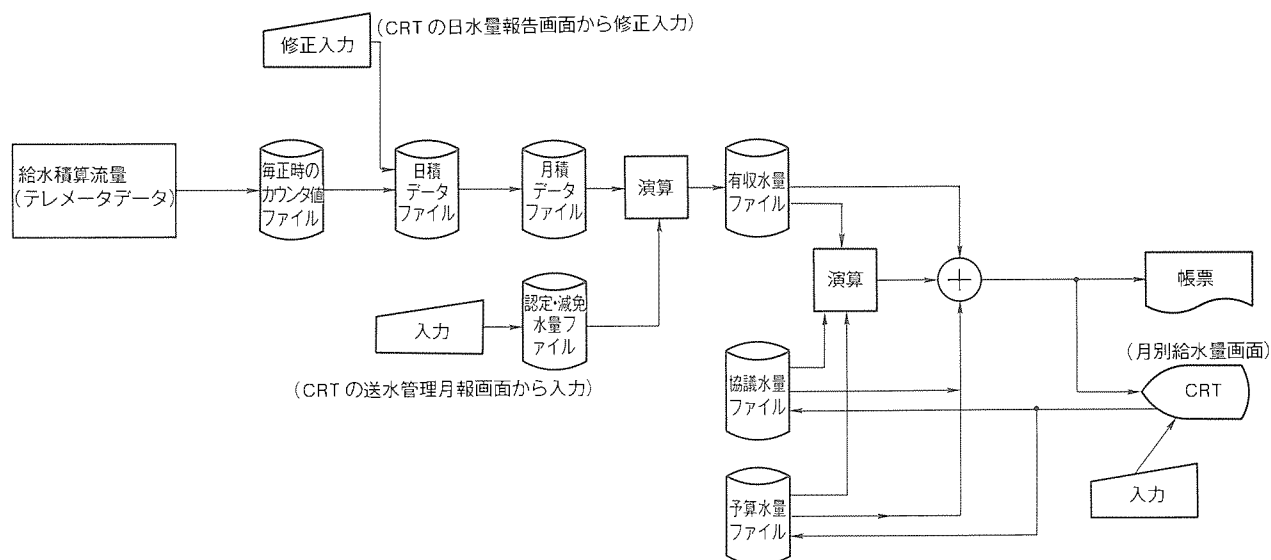 (CRTの日水量報告画面から修正入力)
修正入力
給水積算流量
(テレメータデータ)
毎正時の
カウンタ値
ファイル
日積
データ
ファイル
月積
データ
ファイル
演算
有収水量
ファイル
演算
帳票
入力
認定・減免
水量フ
ァイル
(CRTの送水管理月報画面から入力)
(月別給水量画面)
協議水量
ファイル
CRT
入力
予算水量
ファイル